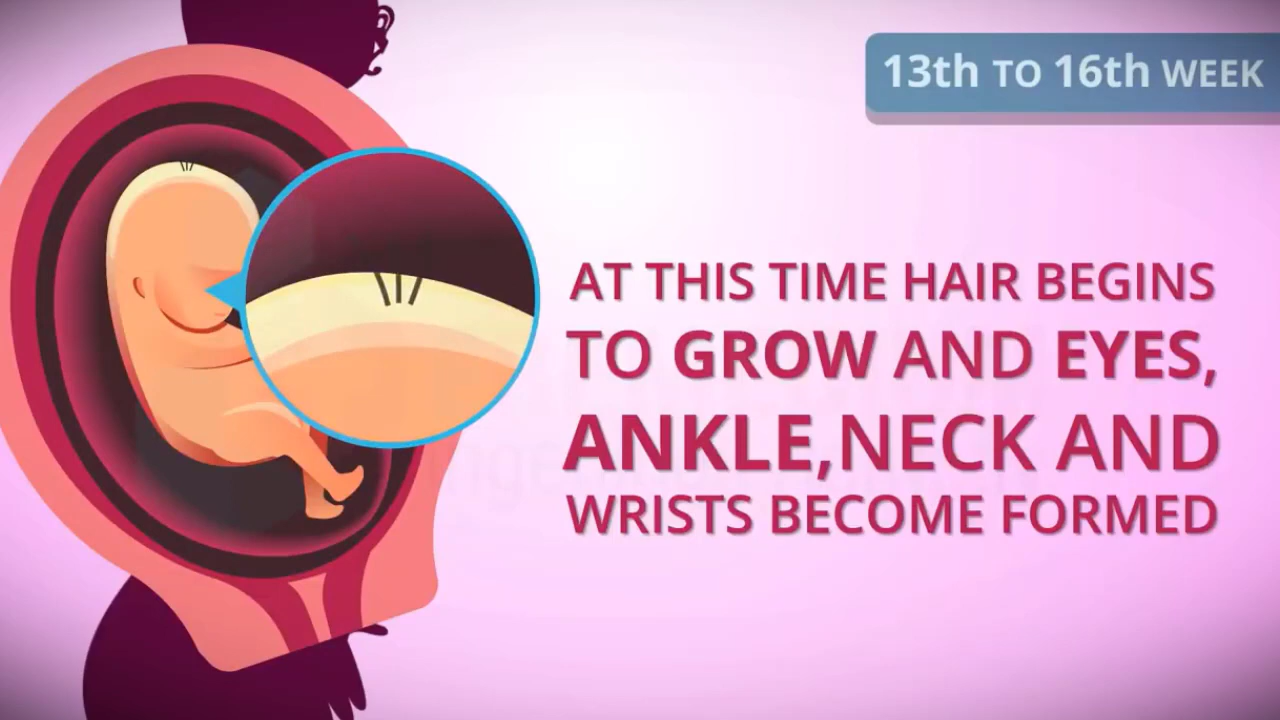 13th TO 16th WEEK
AT THIS TIME HAIR BEGINS
TO GROW AND EYES,
ANKLE,NECK AND
WRISTS BECOME FORMED